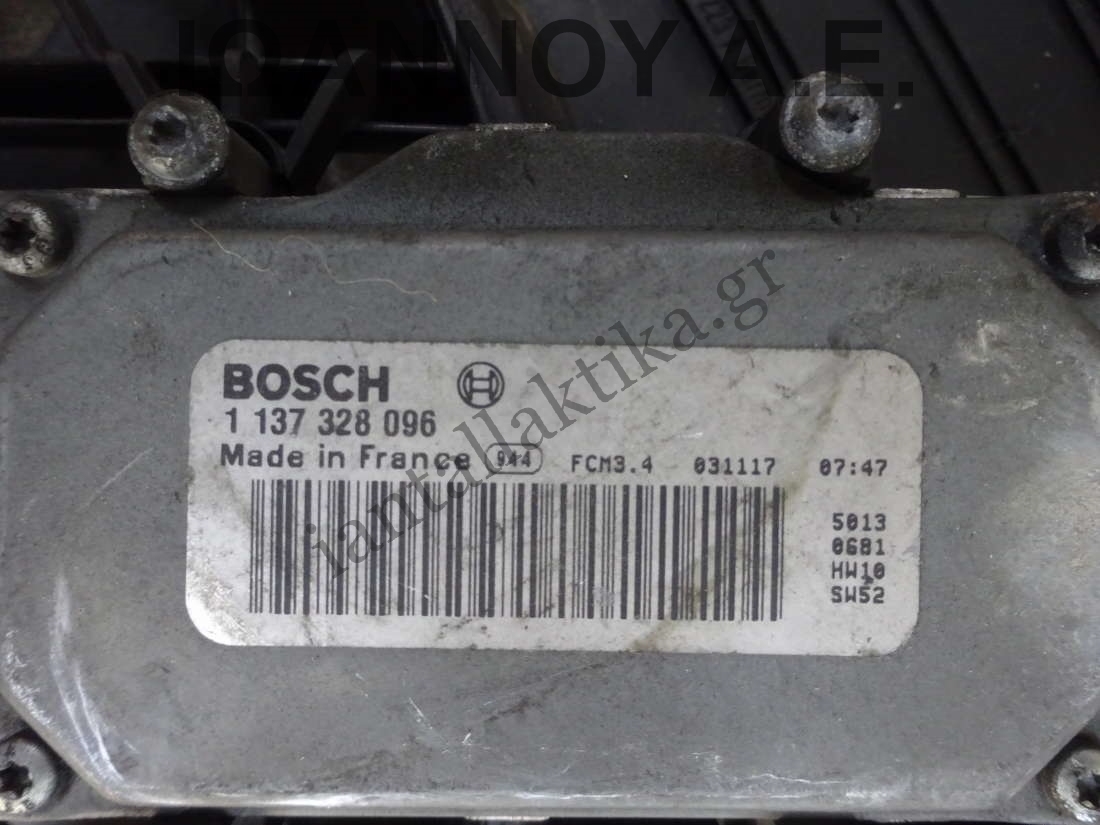 ΙΩΑΝΝΟΥ Α.Ε.
BOSCH
1 137 328 096
Made in France 944 FCM3.4 031117 07:47
5013
0681
HW10
SW52
iantallaktika.gr